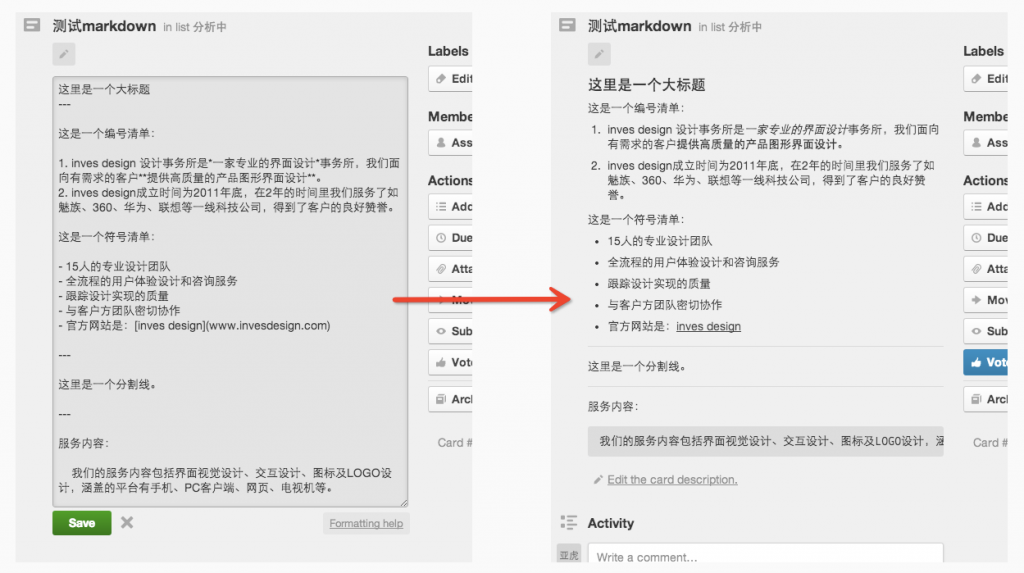 测试markdown in list 分析中
这里是一个大标题
---
这是一个编号清单：
1. inves design 设计事务所是*一家专业的界面设计*事务所，我们面
向有需求的客户**提供高质量的产品图形界面设计**。
2. inves design成立时间为2011年底，在2年的时间里我们服务了如
魅族、360、华为、联想等一线科技公司，得到了客户的良好赞誉。
这是一个符号清单：
- 15人的专业设计团队
- 全流程的用户体验设计和咨询服务
- 跟踪设计实现的质量
- 与客户方团队密切协作
- 官方网站是：[inves design](www.invesdesign.com)
---
这里是一个分割线。
---
服务内容：
我们的服务内容包括界面视觉设计、交互设计、图标及LOGO设
计，涵盖的平台有手机、PC客户端、网页、电视机等。
Save
Formatting help
Labels
Edit
Membe
Ass
Actions
Add
Due
Atta
Mov
Sub
Vote
Arc
Card #
测试markdown in list 分析中
这里是一个大标题
这是一个编号清单：
1. inves design 设计事务所是一家专业的界面设计事务所，我们面向
有需求的客户提供高质量的产品图形界面设计。
2. inves design成立时间为2011年底，在2年的时间里我们服务了如
魅族、360、华为、联想等一线科技公司，得到了客户的良好赞
誉。
这是一个符号清单：
• 15人的专业设计团队
• 全流程的用户体验设计和咨询服务
• 跟踪设计实现的质量
• 与客户方团队密切协作
• 官方网站是：inves design
这里是一个分割线。
服务内容：
我们的服务内容包括界面视觉设计、交互设计、图标及LOGO设计，涵
Edit the card description.
Activity
亚虎
Write a comment…
Labels
Edit
Membe
Ass
Actions
Add
Due
Atta
Mov
Sub
Vote
Arc
Card #